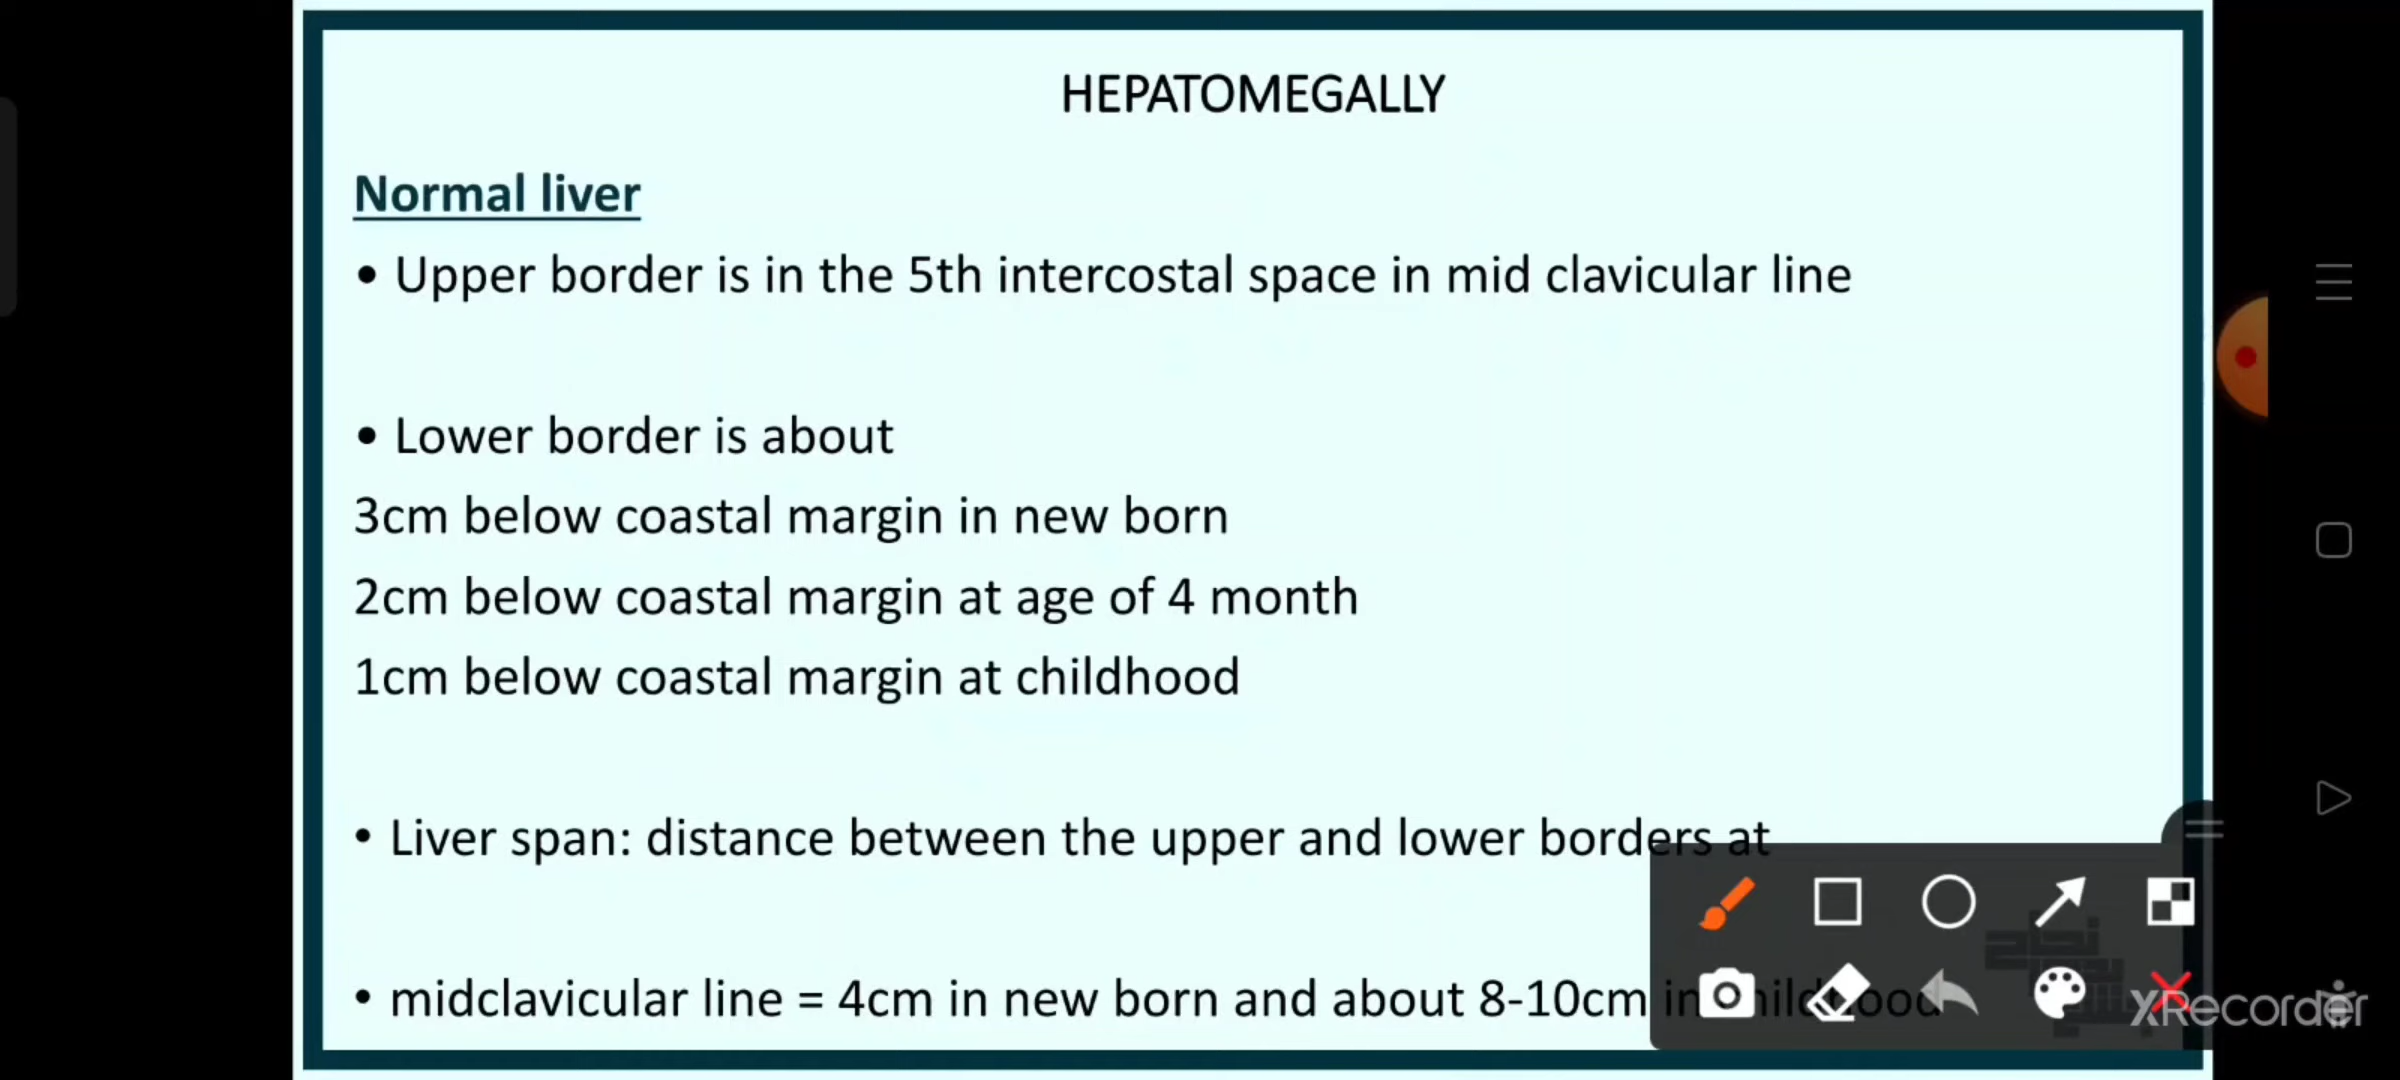 HEPATOMEGALLY
Normal liver
• Upper border is in the 5th intercostal space in mid clavicular line
• Lower border is about
3cm below coastal margin in new born
2cm below coastal margin at age of 4 month
1cm below coastal margin at childhood
• Liver span: distance between the upper and lower borders at
• midclavicular line = 4cm in new born and about 8-10cm in childhood
XRecorder